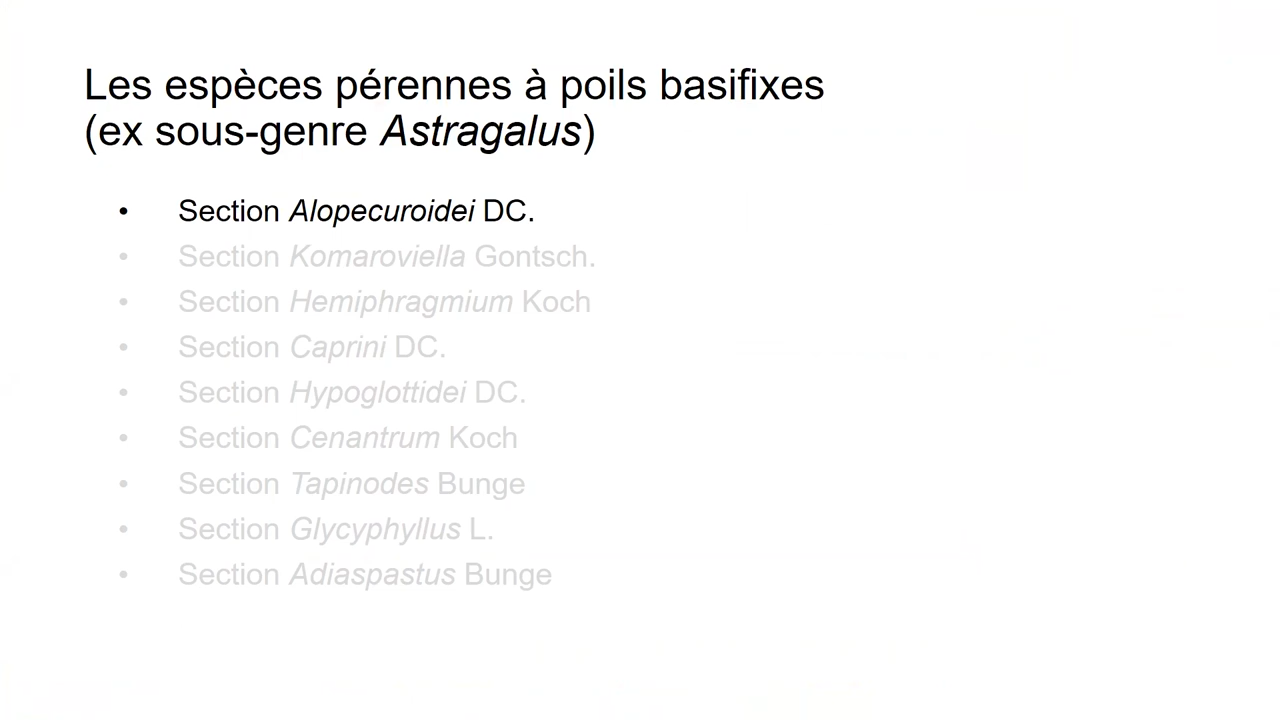 Les espèces pérennes à poils basifixes
(ex sous-genre Astragalus)
• Section Alopecuroidei DC.
• Section Komaroviella Gontsch.
• Section Hemiphragmium Koch
• Section Caprini DC.
• Section Hypoglottidei DC.
• Section Cenantrum Koch
• Section Tapinodes Bunge
• Section Glycyphyllus L.
• Section Adiaspastus Bunge